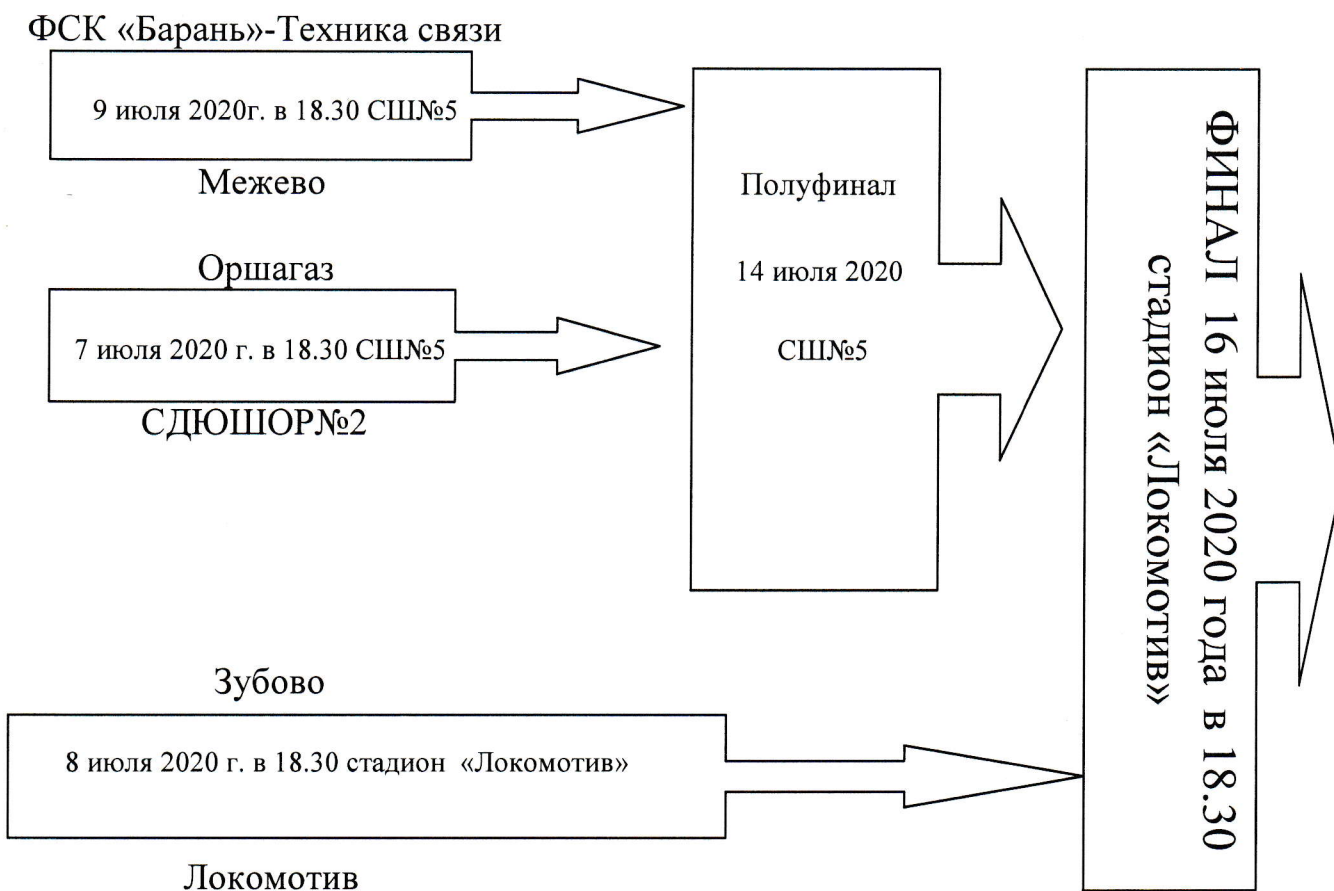 ФСК «Барань»-Техника связи
9 июля 2020г. в 18.30 СШ№5
Межево
Оршагаз
7 июля 2020 г. в 18.30 СШ№5
СДЮШОР№2
Полуфинал
14 июля 2020
СШ№5
Зубово
8 июля 2020 г. в 18.30 стадион «Локомотив»
Локомотив
ФИНАЛ 16 июля 2020 года в 18.30
стадион «Локомотив»